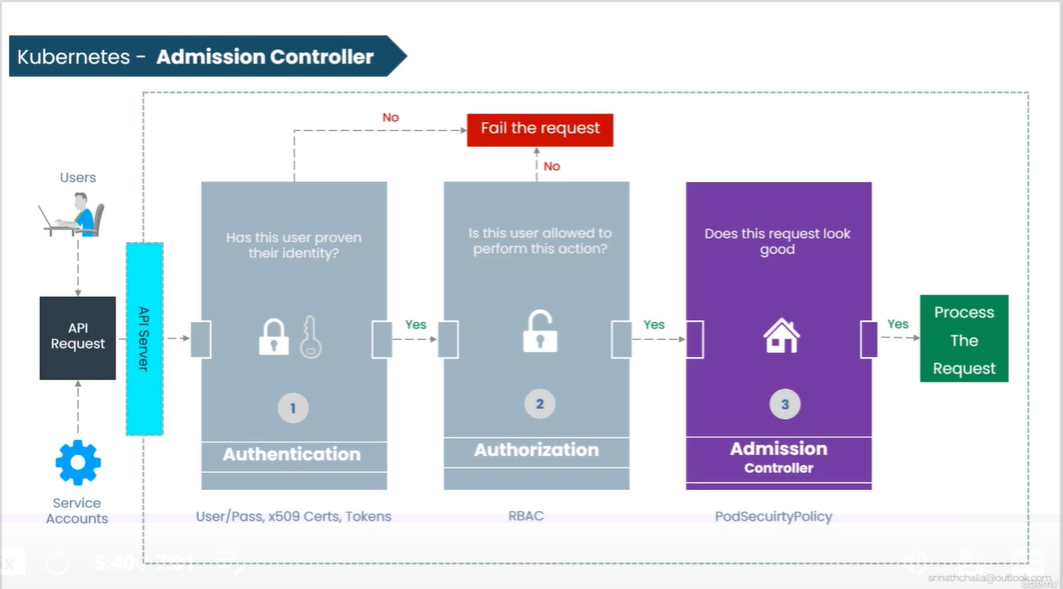 Kubernetes - Admission Controller
No
Fail the request
No
Users
Has this user proven
their identity?
Is this user allowed to
perform this action?
Does this request look
good
API
Request
API Server
Yes
Yes
Yes
Process
The
Request
1
2
3
Authentication
Authorization
Admission
Controller
Service
Accounts
User/Pass, x509 Certs, Tokens
RBAC
PodSecuirtyPolicy
x
5:40
srinathchalla@outlook.com
udemy